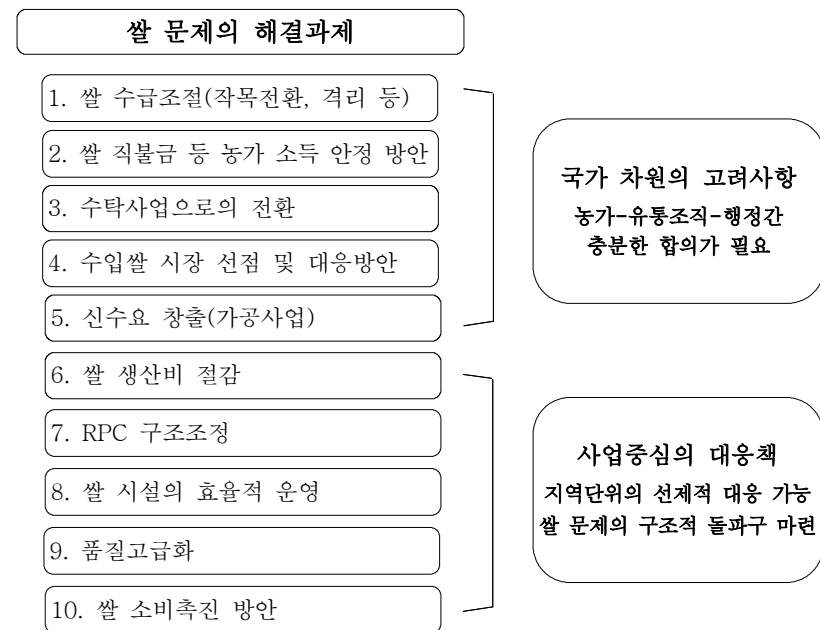 쌀 문제의 해결과제
1. 쌀 수급조절(작목전환, 격리 등)
2. 쌀 직불금 등 농가 소득 안정 방안
3. 수탁사업으로의 전환
4. 수입쌀 시장 선점 및 대응방안
5. 신수요 창출(가공사업)
국가 차원의 고려사항
농가-유통조직-행정간
충분한 합의가 필요
6. 쌀 생산비 절감
7. RPC 구조조정
8. 쌀 시설의 효율적 운영
9. 품질고급화
10. 쌀 소비촉진 방안
사업중심의 대응책
지역단위의 선제적 대응 가능
쌀 문제의 구조적 돌파구 마련